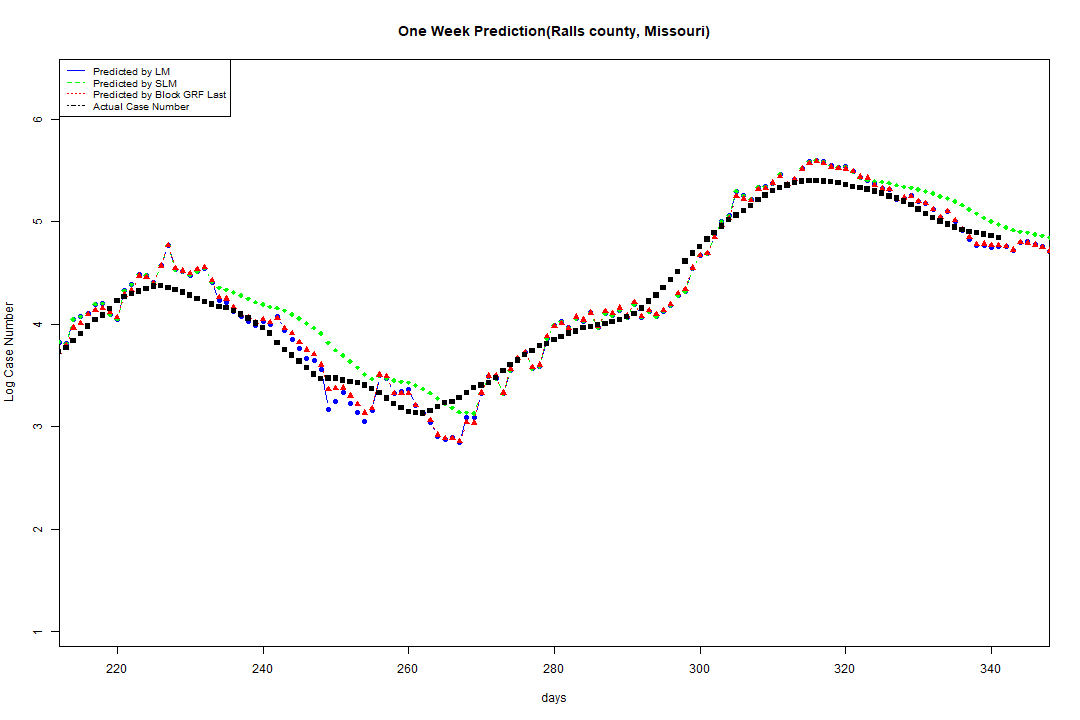 One Week Prediction(Ralls county, Missouri)
Predicted by LM
Predicted by SLM
Predicted by Block GRF Last
Actual Case Number
Log Case Number
6
5
4
3
2
1
220 240 260 280 300 320 340
days